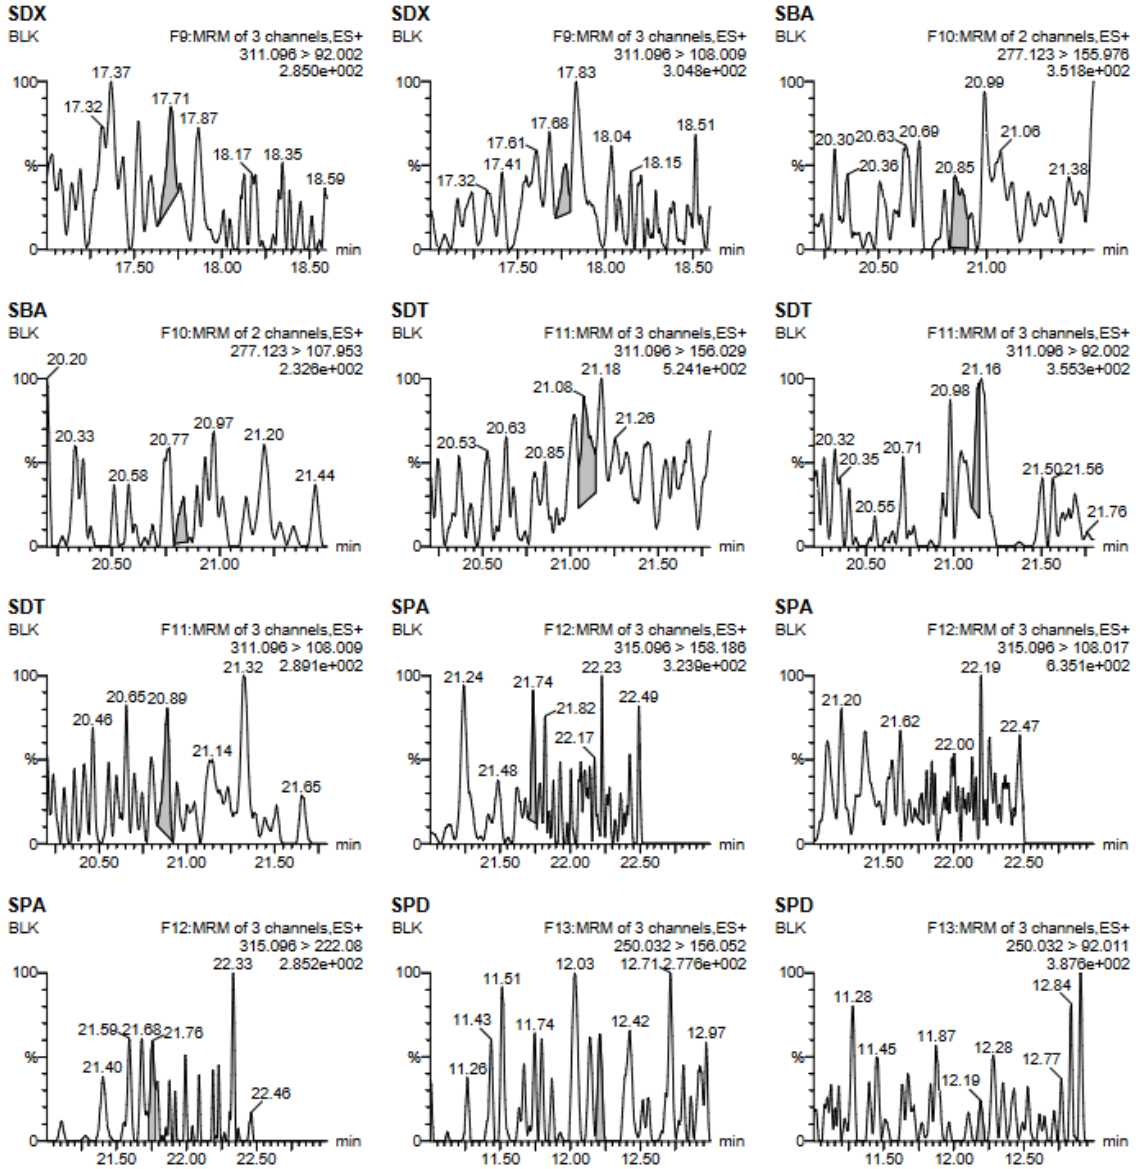 SDX
BLK
F9:MRM of 3 channels,ES+
311.096 > 92.002
2.850e+002
100
17.37
17.71
17.32
17.87
%
18.17
18.35
18.59
0
min
17.50
18.00
18.50
SDX
BLK
F9:MRM of 3 channels,ES+
311.096 > 108.009
3.048e+002
100
17.83
17.68
18.51
17.61
18.04
17.41
%
17.32
18.15
0
min
17.50
18.00
18.50
SBA
BLK
F10:MRM of 2 channels,ES+
277.123 > 155.976
3.518e+002
100
20.99
20.30
20.63
20.69
21.06
%
20.36
20.85
21.38
0
min
20.50
21.00
SBA
BLK
F10:MRM of 2 channels,ES+
277.123 > 107.953
2.326e+002
20.20
100
20.33
20.77
20.97
21.20
%
20.58
21.44
0
min
20.50
21.00
SDT
BLK
F11:MRM of 3 channels,ES+
311.096 > 156.029
5.241e+002
100
21.18
21.08
20.63
21.26
20.53
20.85
%
0
min
20.50
21.00
21.50
SDT
BLK
F11:MRM of 3 channels,ES+
311.096 > 92.002
3.553e+002
100
21.16
20.98
20.32
20.71
20.35
%
21.50
21.56
20.55
21.76
0
min
20.50
21.00
21.50
SDT
BLK
F11:MRM of 3 channels,ES+
311.096 > 108.009
2.891e+002
100
21.32
20.65
20.89
20.46
%
21.14
21.65
0
min
20.50
21.00
21.50
SPA
BLK
F12:MRM of 3 channels,ES+
315.096 > 158.186
3.239e+002
100
21.24
21.74
22.23
22.49
21.82
22.17
%
21.48
0
min
21.50
22.00
22.50
SPA
BLK
F12:MRM of 3 channels,ES+
315.096 > 108.017
6.351e+002
100
22.19
21.20
21.62
22.47
22.00
%
0
min
21.50
22.00
22.50
SPA
BLK
F12:MRM of 3 channels,ES+
315.096 > 222.08
2.852e+002
100
22.33
21.59
21.68
21.76
%
21.40
22.46
0
min
21.50
22.00
22.50
SPD
BLK
F13:MRM of 3 channels,ES+
250.032 > 156.052
12.71
2.776e+002
100
12.03
11.51
11.43
11.74
12.42
12.97
%
11.26
0
min
11.50
12.00
12.50
SPD
BLK
F13:MRM of 3 channels,ES+
250.032 > 92.011
3.876e+002
100
12.84
11.28
11.87
%
11.45
12.28
12.77
12.19
0
min
11.50
12.00
12.50